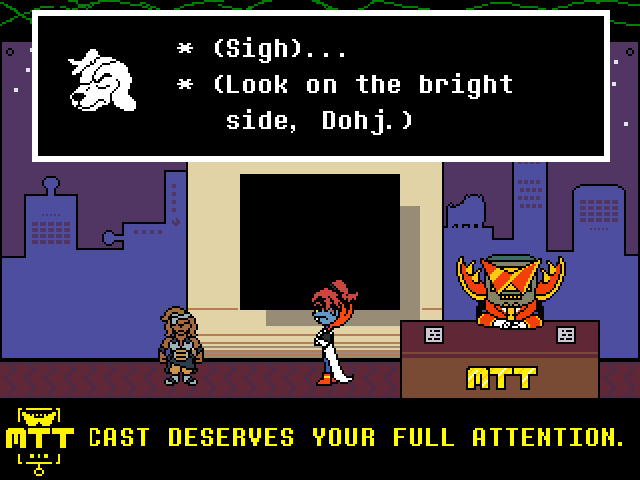 * (Sigh)...
* (Look on the bright
side, Dohj.)
MTT
MTT CAST DESERVES YOUR FULL ATTENTION.